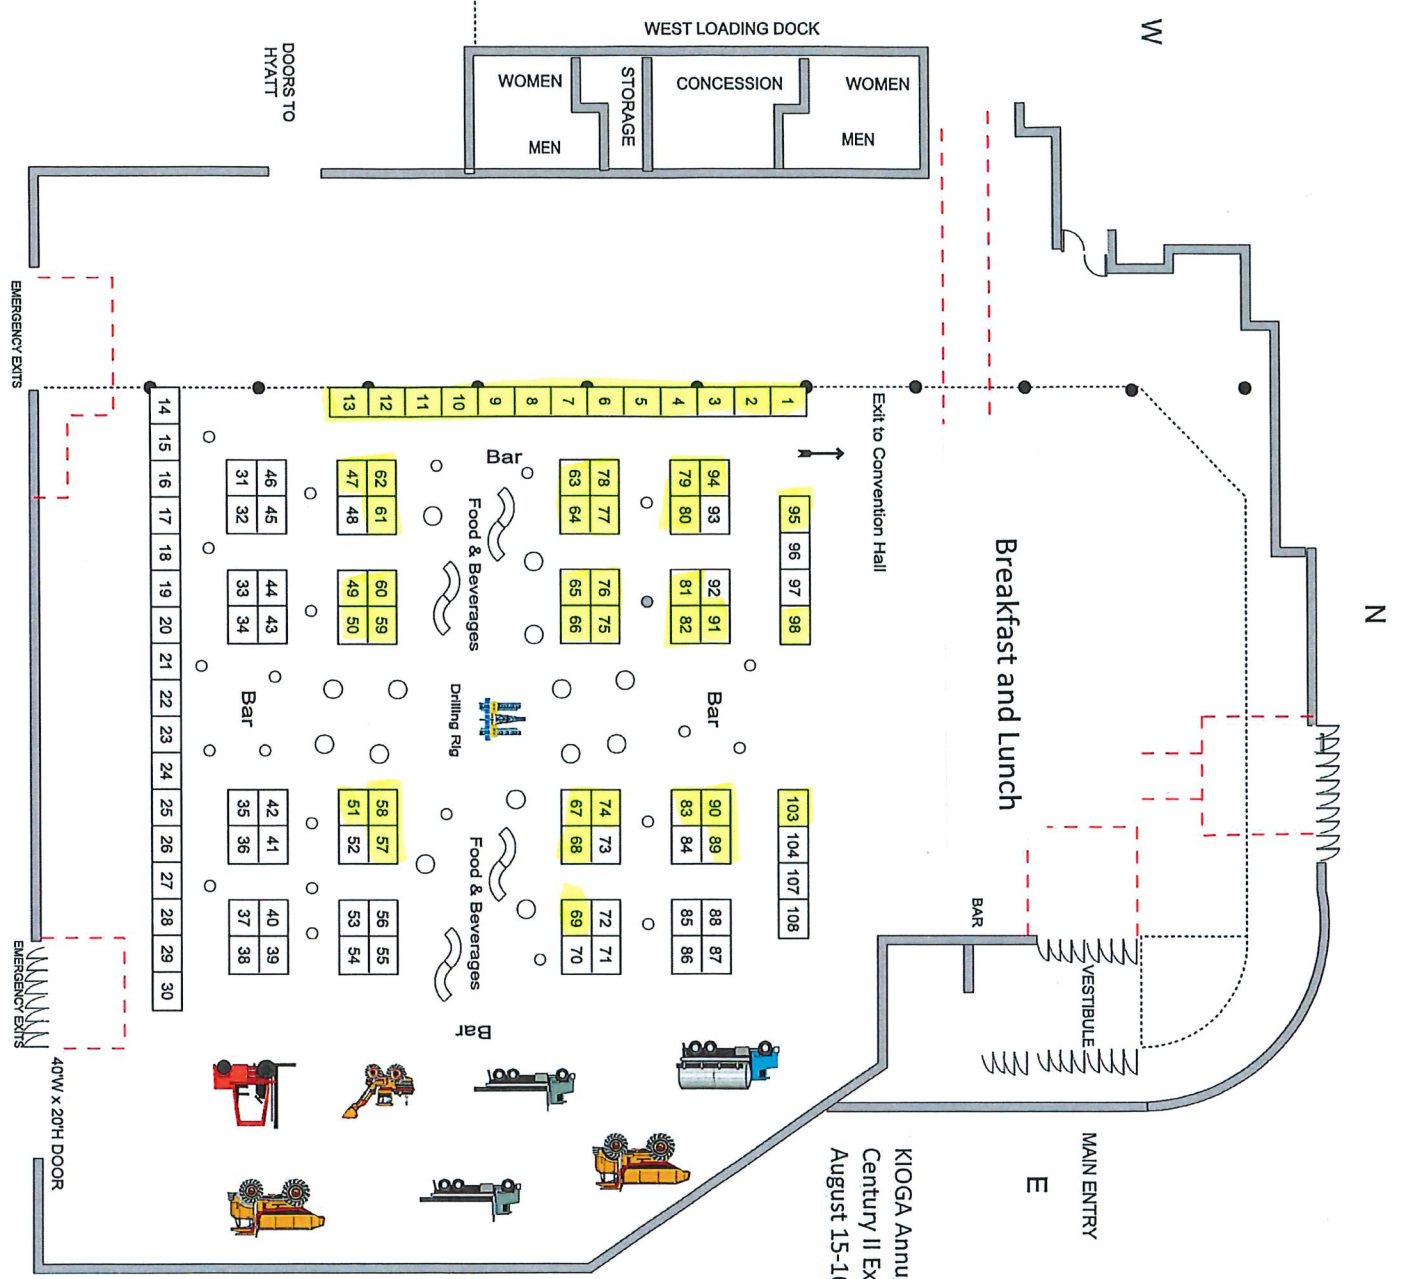 WEST LOADING DOCK
W
DOORS TO
HYATT
WOMEN
MEN
STORAGE
CONCESSION
WOMEN
MEN
N
EMERGENCY EXITS
13 12 11 10 9 8 7 6 5 4 3 2 1
Exit to Convention Hall
Breakfast and Lunch
14
15
16
17
18
19
20
21
22
23
24
25
26
27
28
29
30
31 46
32 45
47 62
48 61
Bar
Food & Beverages
63 78
64 77
79 94
80 93
95
96
97
98
33 44
34 43
49 60
50 59
65 76
66 75
81 92
82 91
Bar
Drilling Rig
Bar
35 42
36 41
51 58
52 57
67 74
68 73
83 90
84 89
103
104
107
108
Food & Beverages
37 40
38 39
53 56
54 55
69 72
70 71
85 88
86 87
BAR
VESTIBULE
Bar
EMERGENCY EXITS
40'W x 20'H DOOR
MAIN ENTRY
E
KIOGA Annu
Century II Ex
August 15-1